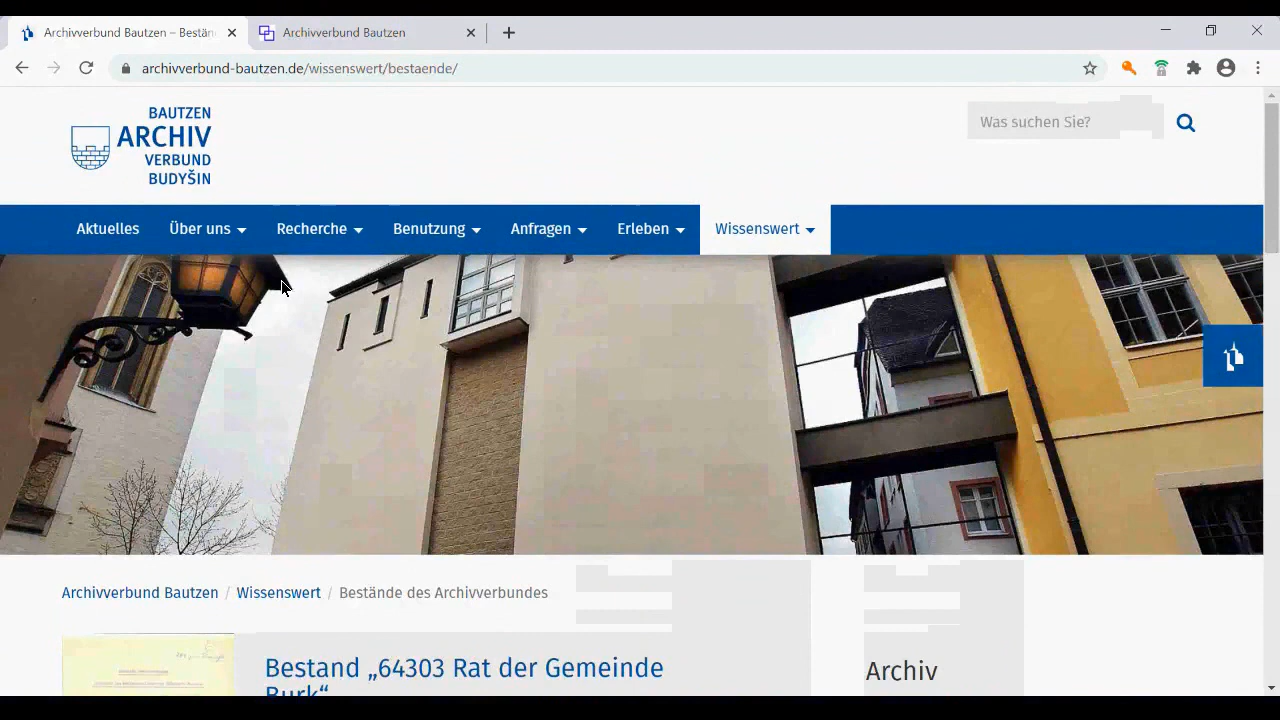 Archivverbund Bautzen – Bestän
Archivverbund Bautzen
archivverbund-bautzen.de/wissenswert/bestaende/
BAUTZEN
ARCHIV
VERBUND
BUDYŠIN
Was suchen Sie?
Aktuelles Über uns Recherche Benutzung Anfragen Erleben Wissenswert
Archivverbund Bautzen / Wissenswert / Bestände des Archivverbundes
Bestand „64303 Rat der Gemeinde
Burk“
Archiv